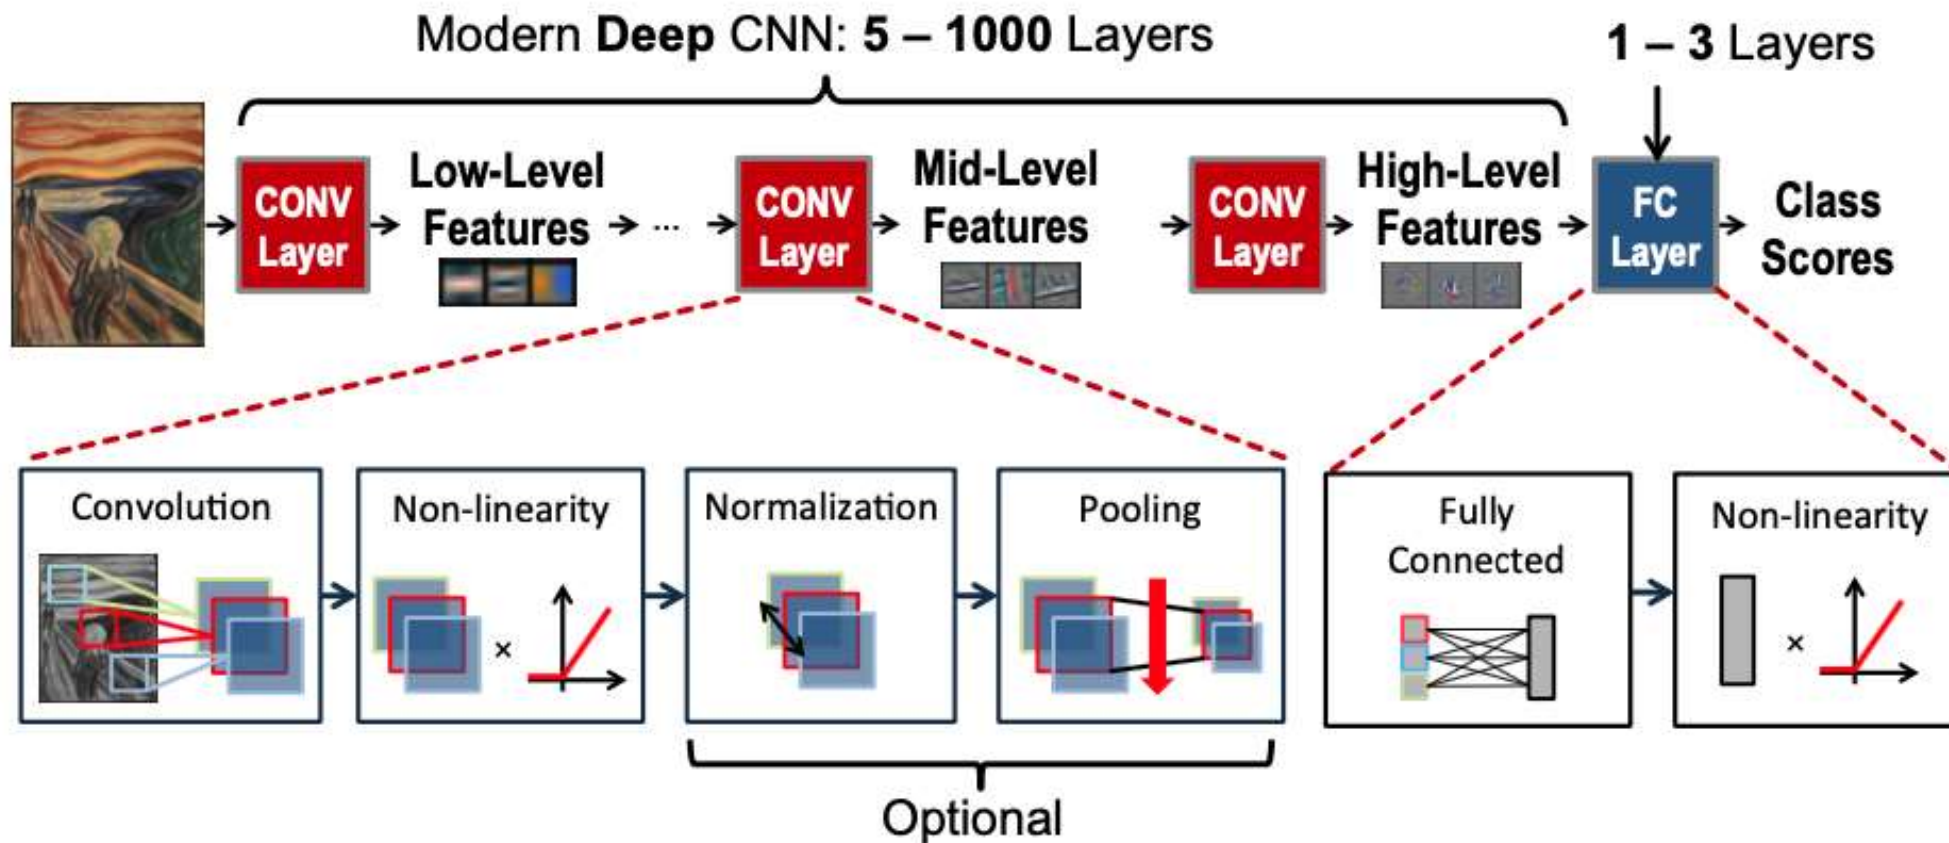 Modern Deep CNN: 5 – 1000 Layers
1 – 3 Layers
CONV
Layer
Low-Level
Features
...
CONV
Layer
Mid-Level
Features
CONV
Layer
High-Level
Features
FC
Layer
Class
Scores
Convolution
Non-linearity
×
Normalization
Pooling
Fully
Connected
Non-linearity
×
Optional